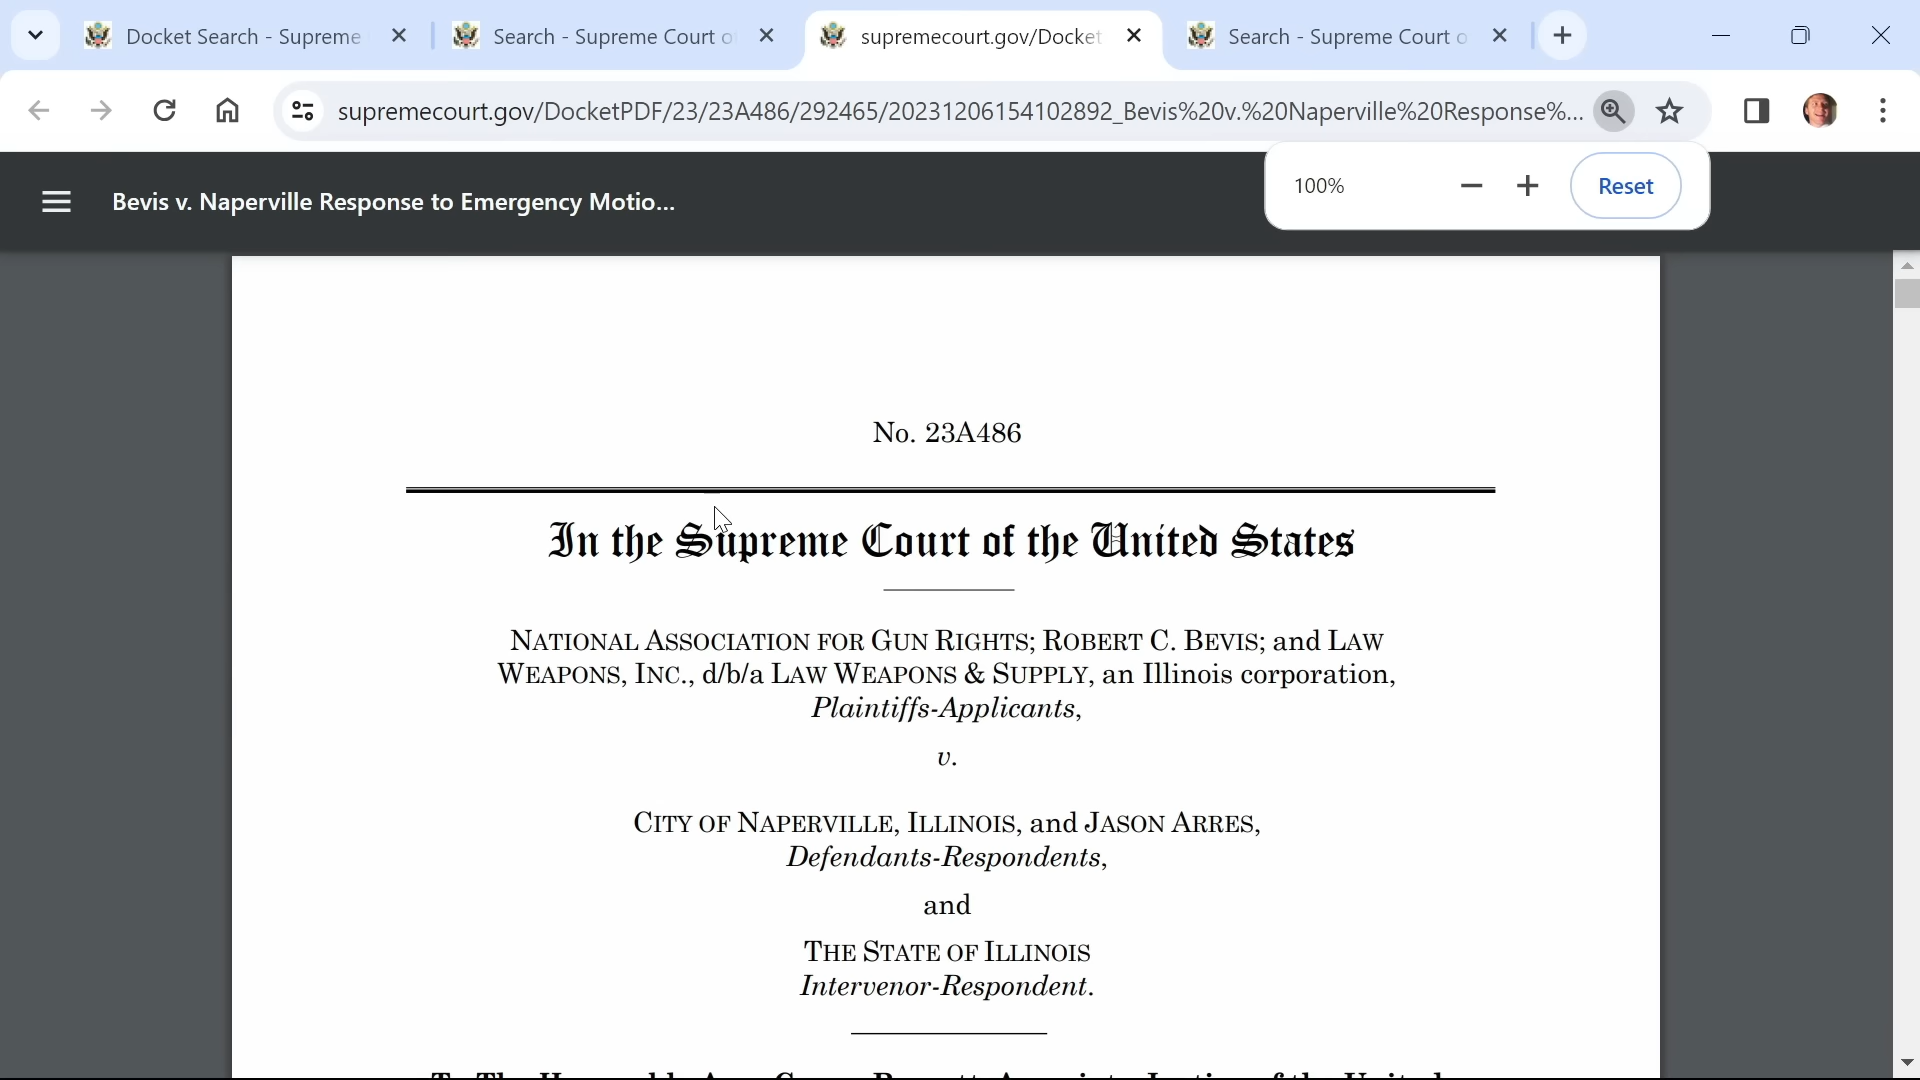 Docket Search - Supreme
Search - Supreme Court o
supremecourt.gov/Docket
Search - Supreme Court o
supremecourt.gov/DocketPDF/23/23A486/292465/20231206154102892_Bevis%20v.%20Naperville%20Response%...
100%
Reset
Bevis v. Naperville Response to Emergency Motio...
No. 23A486
In the Supreme Court of the United States
NATIONAL ASSOCIATION FOR GUN RIGHTS; ROBERT C. BEVIS; and LAW
WEAPONS, INC., d/b/a LAW WEAPONS & SUPPLY, an Illinois corporation,
Plaintiffs-Applicants,
v.
CITY OF NAPERVILLE, ILLINOIS, and JASON ARRES,
Defendants-Respondents,
and
THE STATE OF ILLINOIS
Intervenor-Respondent.